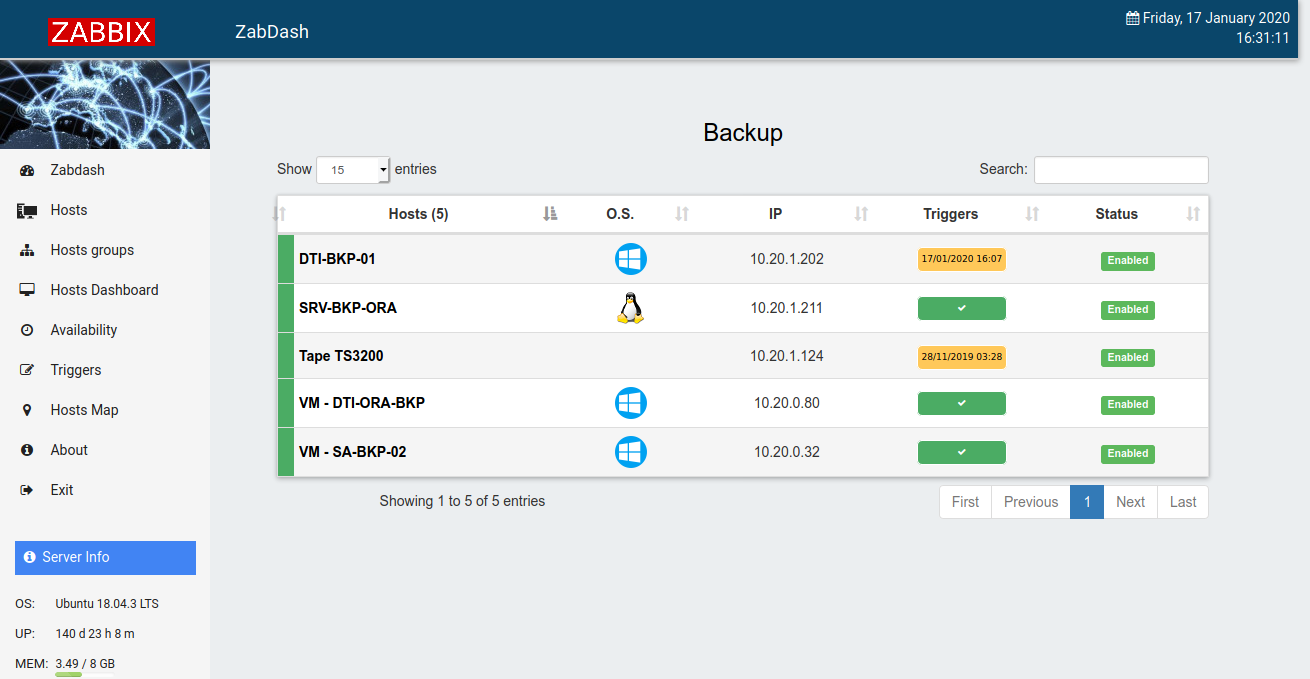 ZABBIX
ZabDash
Friday, 17 January 2020
16:31:11
Zabdash
Hosts
Hosts groups
Hosts Dashboard
Availability
Triggers
Hosts Map
About
Exit
Server Info
OS: Ubuntu 18.04.3 LTS
UP: 140 d 23 h 8 m
MEM: 3.49 / 8 GB
Backup
Show 15 entries
Search:
Hosts (5) O.S. IP Triggers Status
DTI-BKP-01 10.20.1.202 17/01/2020 16:07 Enabled
SRV-BKP-ORA 10.20.1.211 Enabled
Tape TS3200 10.20.1.124 28/11/2019 03:28 Enabled
VM - DTI-ORA-BKP 10.20.0.80 Enabled
VM - SA-BKP-02 10.20.0.32 Enabled
Showing 1 to 5 of 5 entries
First Previous 1 Next Last